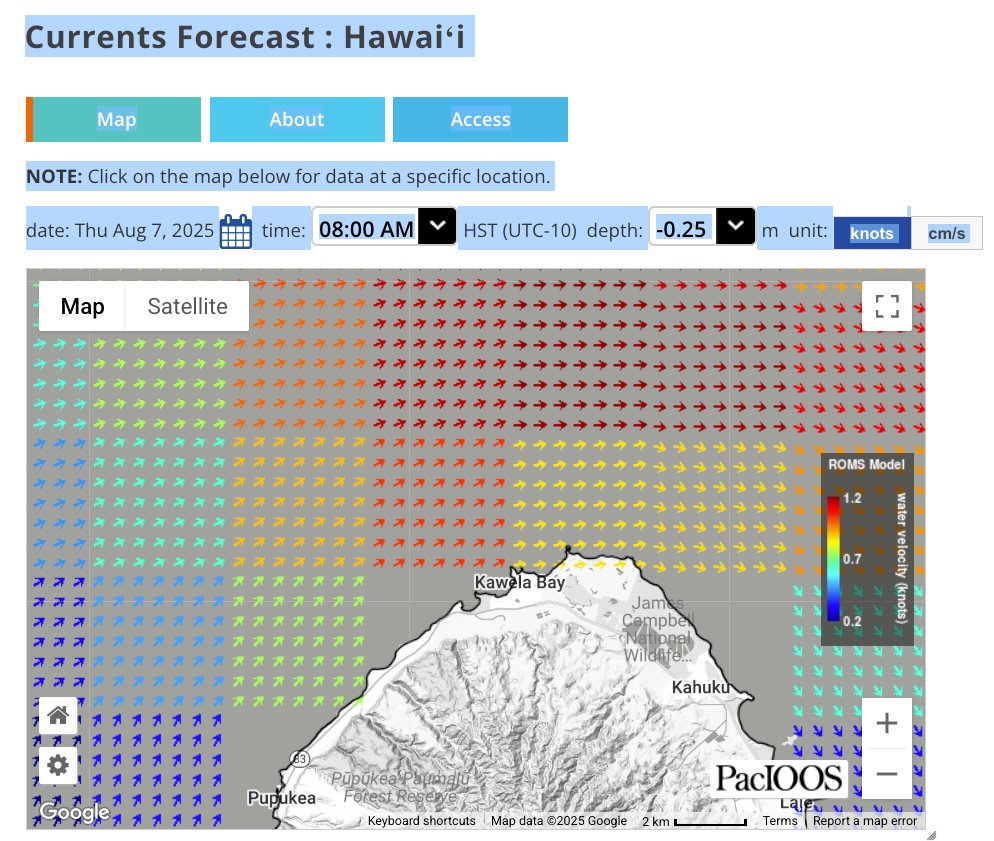 Currents Forecast : Hawaiʻi
Map About Access
NOTE: Click on the map below for data at a specific location.
date: Thu Aug 7, 2025 time: 08:00 AM HST (UTC-10) depth: -0.25 m unit: knots cm/s
Map Satellite
ROMS Model
1.2
0.7
0.2
water velocity (knots)
Kawela Bay
James
Campbell
National
Wildlife...
Kahuku
83
Pūpūkea-Paumalū
Forest Reserve
Pupukea
PacIOOS
Laie
Google
Keyboard shortcuts Map data ©2025 Google 2 km Terms Report a map error